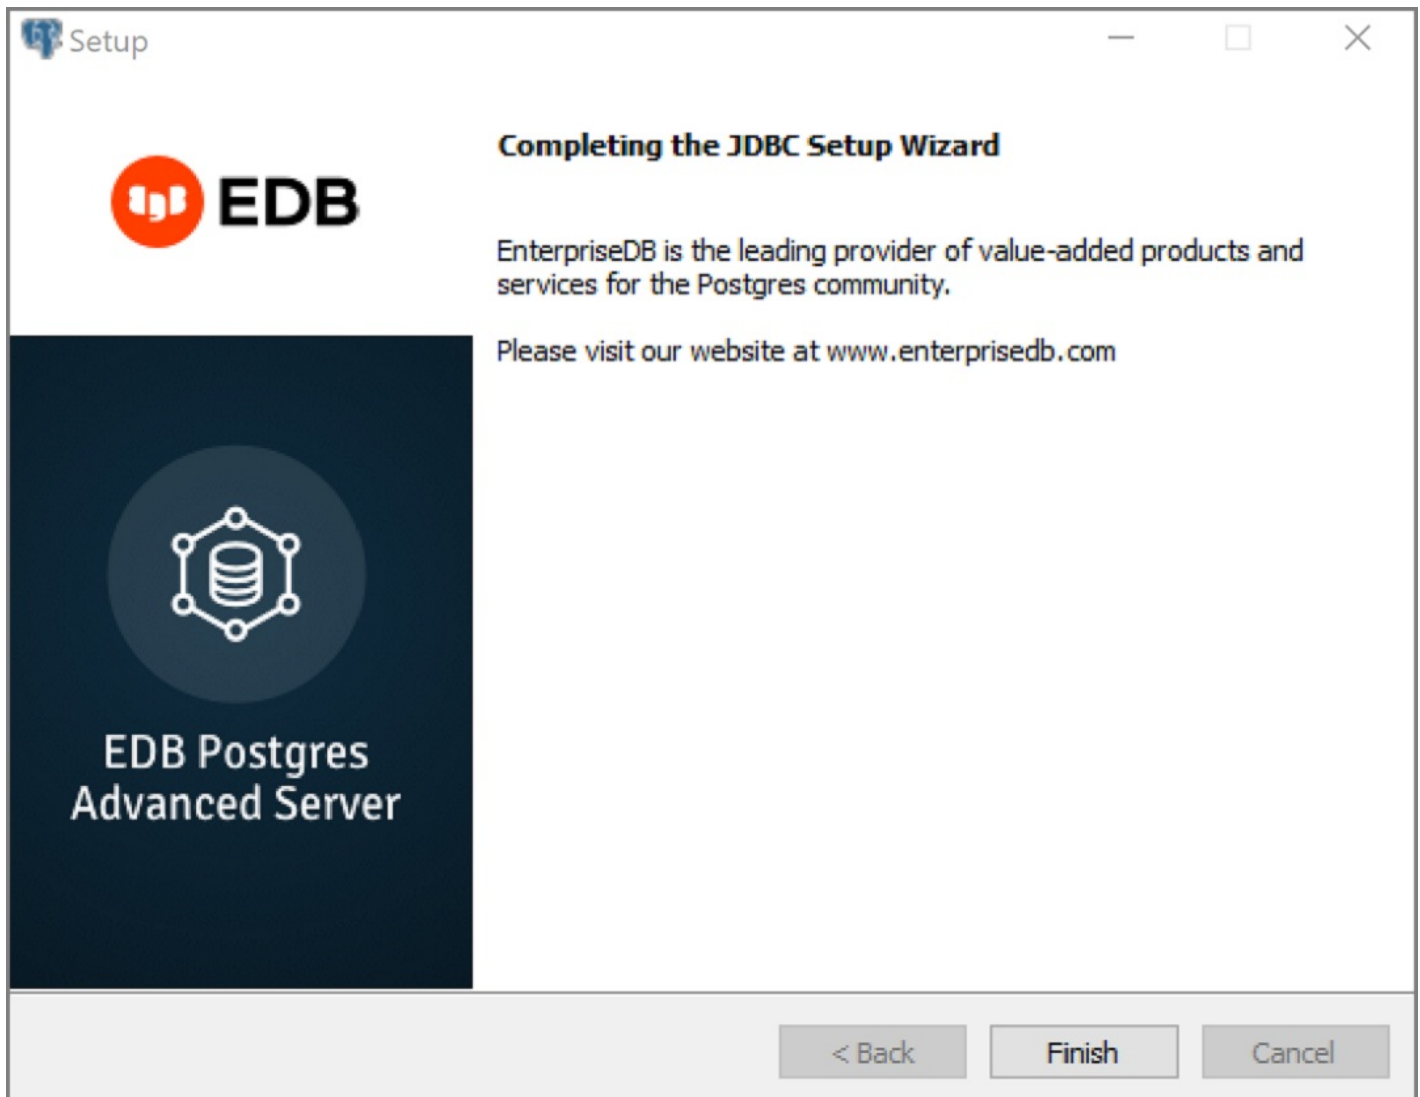 Setup
EDB
Completing the JDBC Setup Wizard
EnterpriseDB is the leading provider of value-added products and
services for the Postgres community.
Please visit our website at www.enterprisedb.com
EDB Postgres
Advanced Server
< Back
Finish
Cancel